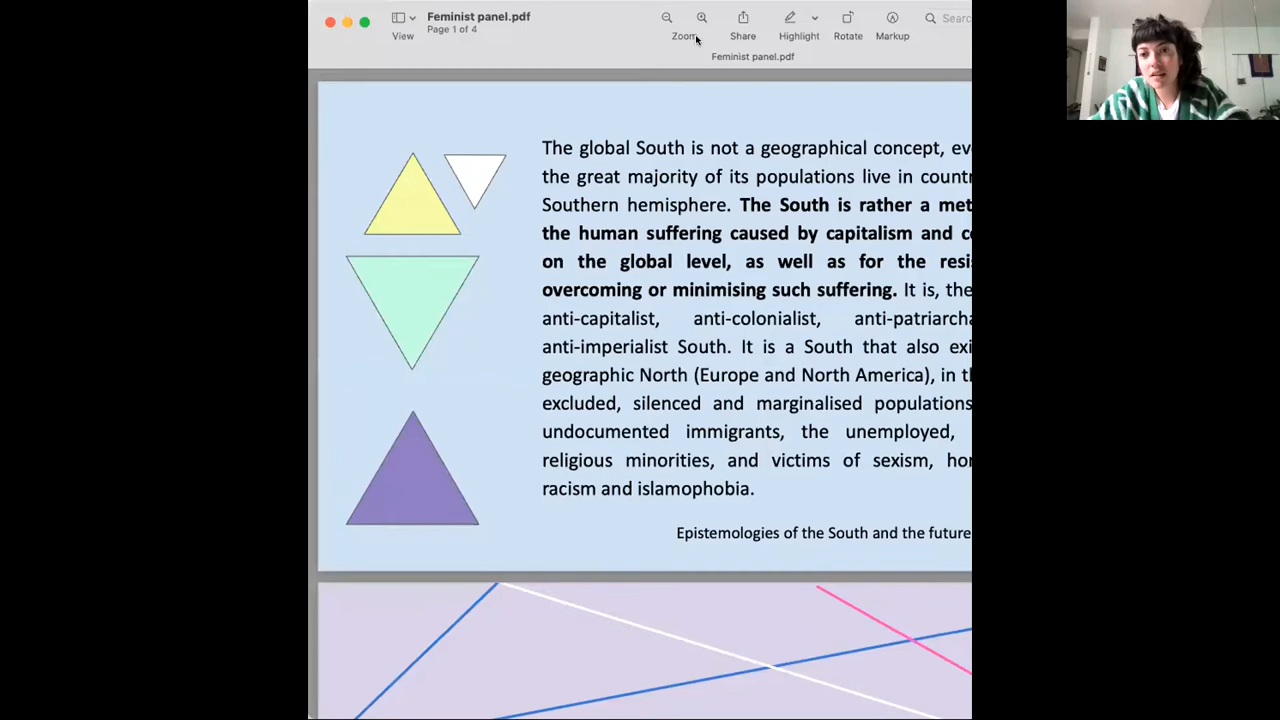 Feminist panel.pdf
Page 1 of 4
View
Zoom
Share
Highlight
Rotate
Markup
Searc
Feminist panel.pdf
The global South is not a geographical concept, ev
the great majority of its populations live in countr
Southern hemisphere. The South is rather a met
the human suffering caused by capitalism and co
on the global level, as well as for the resis
overcoming or minimising such suffering. It is, the
anti-capitalist, anti-colonialist, anti-patriarcha
anti-imperialist South. It is a South that also exi
geographic North (Europe and North America), in th
excluded, silenced and marginalised populations
undocumented immigrants, the unemployed,
religious minorities, and victims of sexism, hor
racism and islamophobia.
Epistemologies of the South and the future